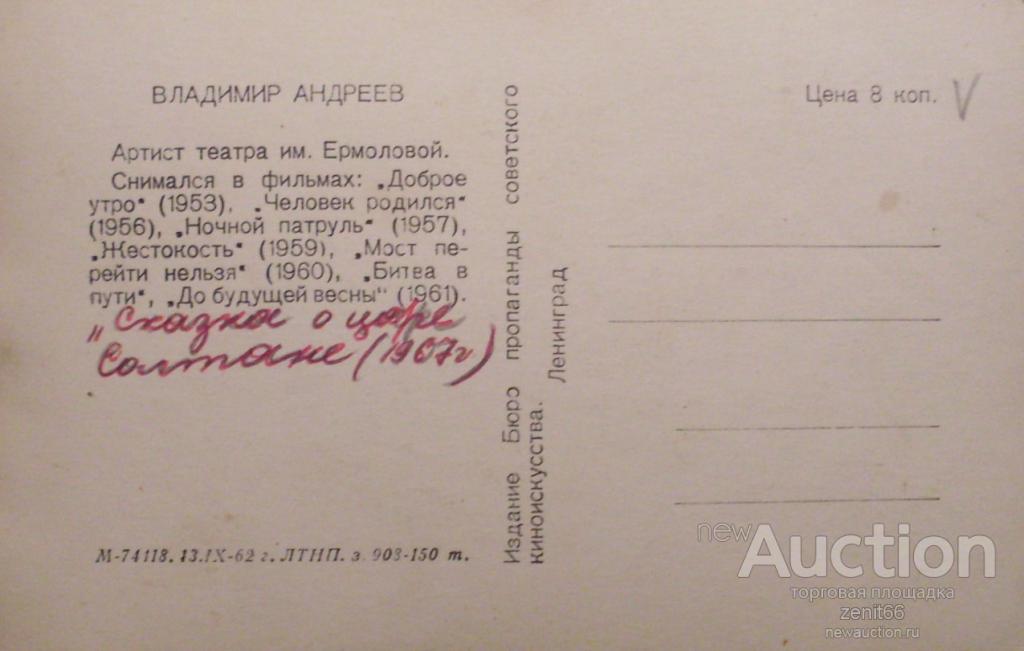 ВЛАДИМИР АНДРЕЕВ
Артист театра им. Ермоловой.
Снимался в фильмах: „Доброе
утро“ (1953), „Человек родился“
(1956), „Ночной патруль“ (1957),
„Жестокость“ (1959), „Мост пе-
рейти нельзя“ (1960), „Битва в
пути“, „До будущей весны“ (1961).
„Сказка о царе
Салтане (1967г)
М-74118. 13.IX-62 г. ЛТНП. з. 903-150 т.
Издание Бюро пропаганды советского
киноискусства. Ленинград
Цена 8 коп. V
newAuction
торговая площадка
zenit66
newauction.ru